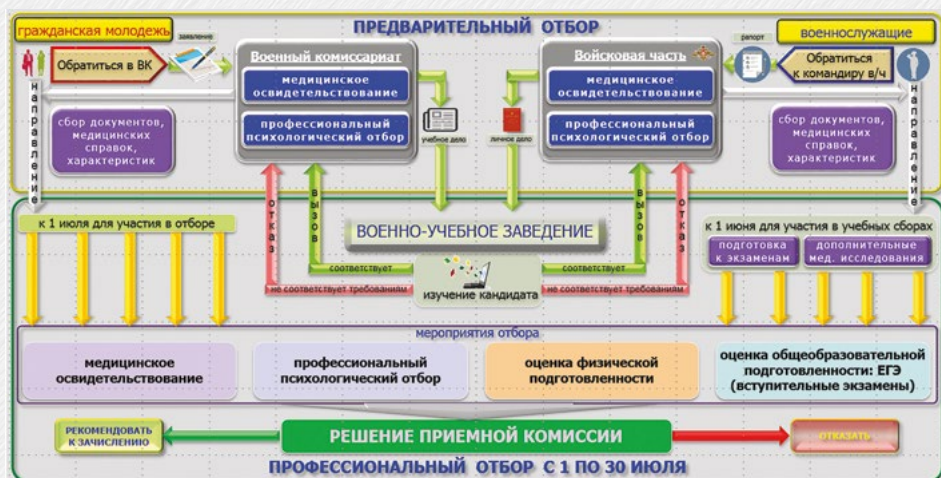 ПРЕДВАРИТЕЛЬНЫЙ ОТБОР
гражданская молодежь
военнослужащие
Обратиться в ВК
заявление
Военный комиссариат
медицинское
освидетельствование
профессиональный
психологический отбор
учебное дело
личное дело
Войсковая часть
медицинское
освидетельствование
профессиональный
психологический отбор
рапорт
Обратиться
к командиру в/ч
направление
сбор документов,
медицинских
справок,
характеристик
сбор документов,
медицинских
справок,
характеристик
направление
к 1 июля для участия в отборе
отказ
вызов
ВОЕННО-УЧЕБНОЕ ЗАВЕДЕНИЕ
вызов
отказ
к 1 июня для участия в учебных сборах
подготовка
к экзаменам
дополнительные
мед. исследования
соответствует
соответствует
не соответствует требованиям
изучение кандидата
не соответствует требованиям
мероприятия отбора
медицинское
освидетельствование
профессиональный
психологический отбор
оценка физической
подготовленности
оценка общеобразовательной
подготовленности: ЕГЭ
(вступительные экзамены)
РЕКОМЕНДОВАТЬ
К ЗАЧИСЛЕНИЮ
РЕШЕНИЕ ПРИЕМНОЙ КОМИССИИ
ОТКАЗАТЬ
ПРОФЕССИОНАЛЬНЫЙ ОТБОР С 1 ПО 30 ИЮЛЯ